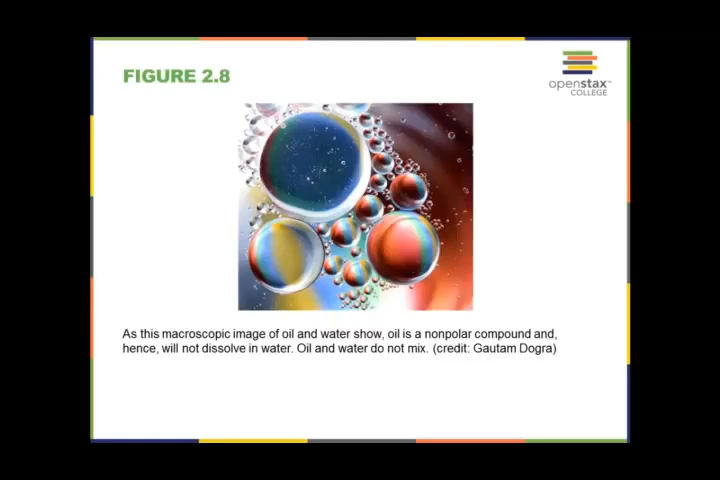 FIGURE 2.8
openstax™
COLLEGE
As this macroscopic image of oil and water show, oil is a nonpolar compound and,
hence, will not dissolve in water. Oil and water do not mix. (credit: Gautam Dogra)